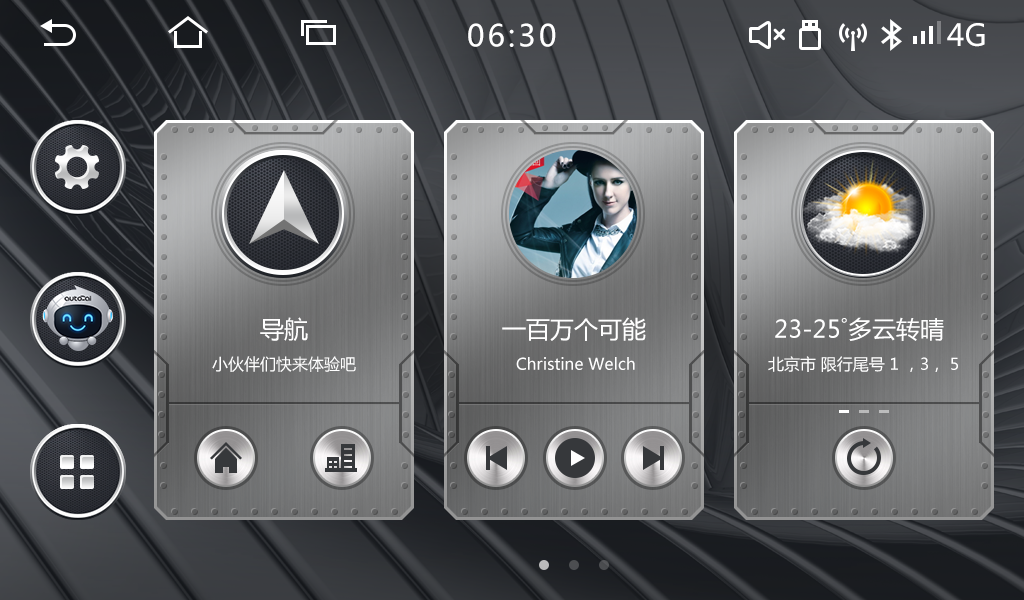 06:30
4G
autoai
导航
小伙伴们快来体验吧
一百万个可能
Christine Welch
23-25°多云转晴
北京市 限行尾号 1 ，3 ，5